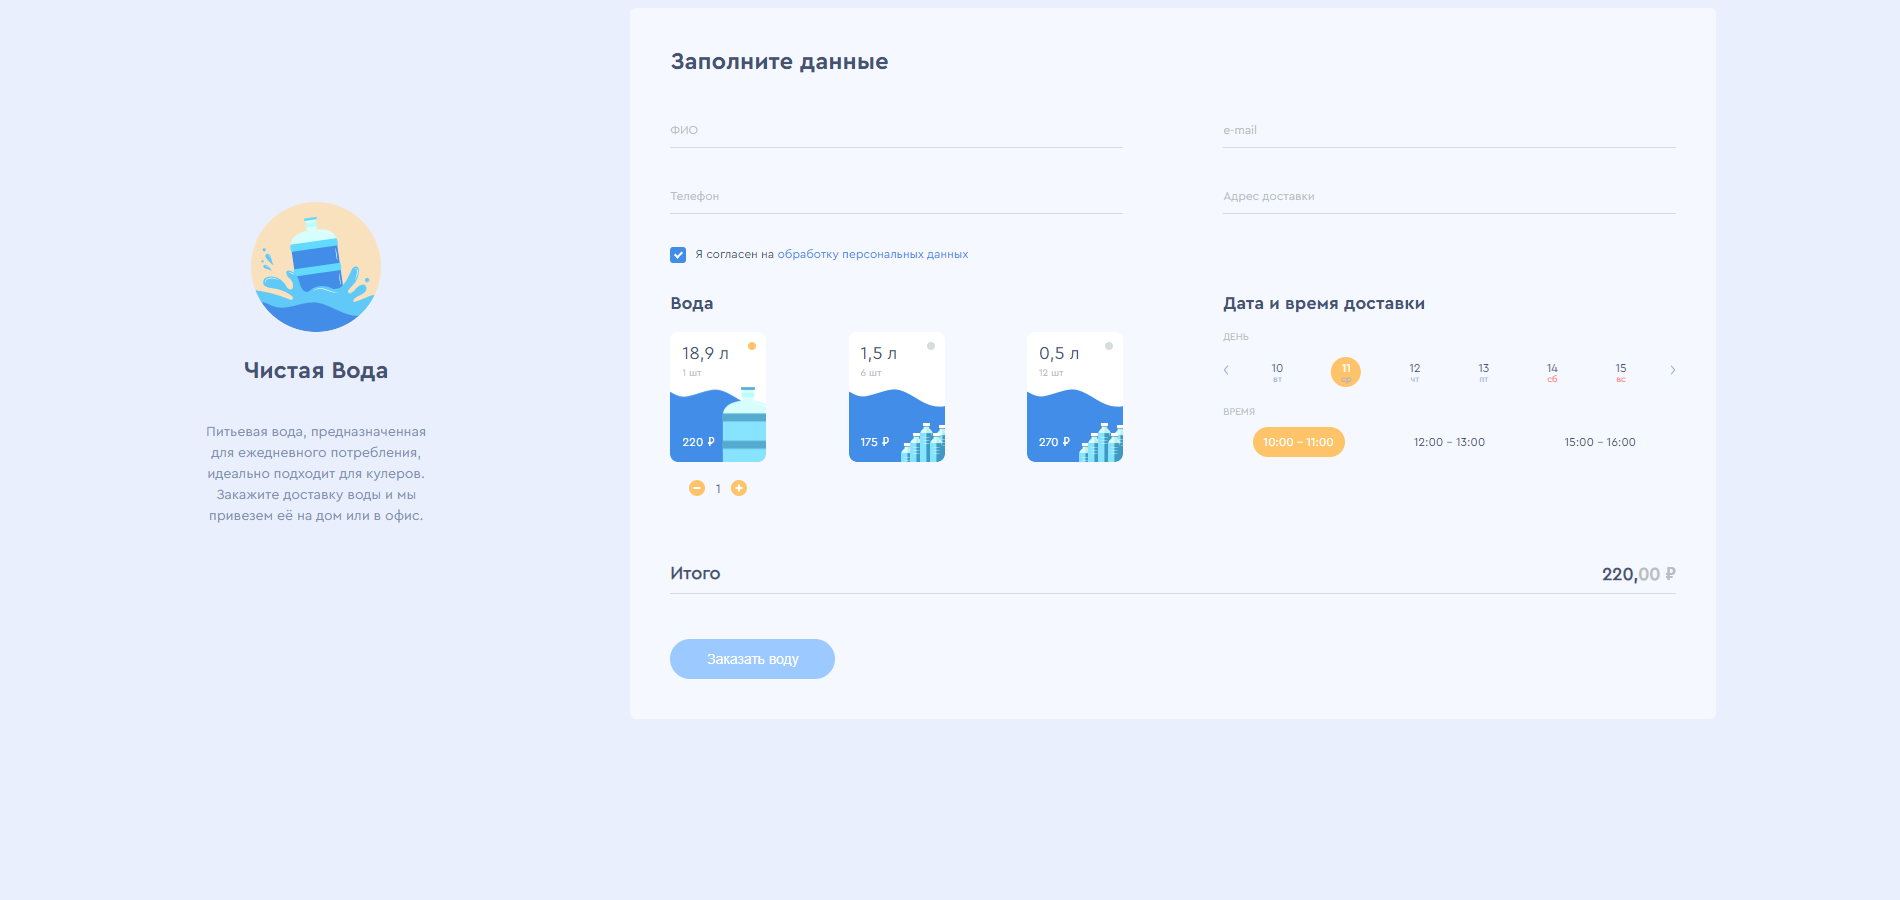 Чистая Вода
Питьевая вода, предназначенная
для ежедневного потребления,
идеально подходит для кулеров.
Закажите доставку воды и мы
привезем её на дом или в офис.
Заполните данные
ФИО
e-mail
Телефон
Адрес доставки
Я согласен на обработку персональных данных
Вода
18,9 л
1 шт
220 ₽
1,5 л
6 шт
175 ₽
0,5 л
12 шт
270 ₽
1
Дата и время доставки
ДЕНЬ
10 11 12 13 14 15
вт ср чт пт сб вс
ВРЕМЯ
10:00 – 11:00 12:00 – 13:00 15:00 – 16:00
Итого 220,00 ₽
Заказать воду